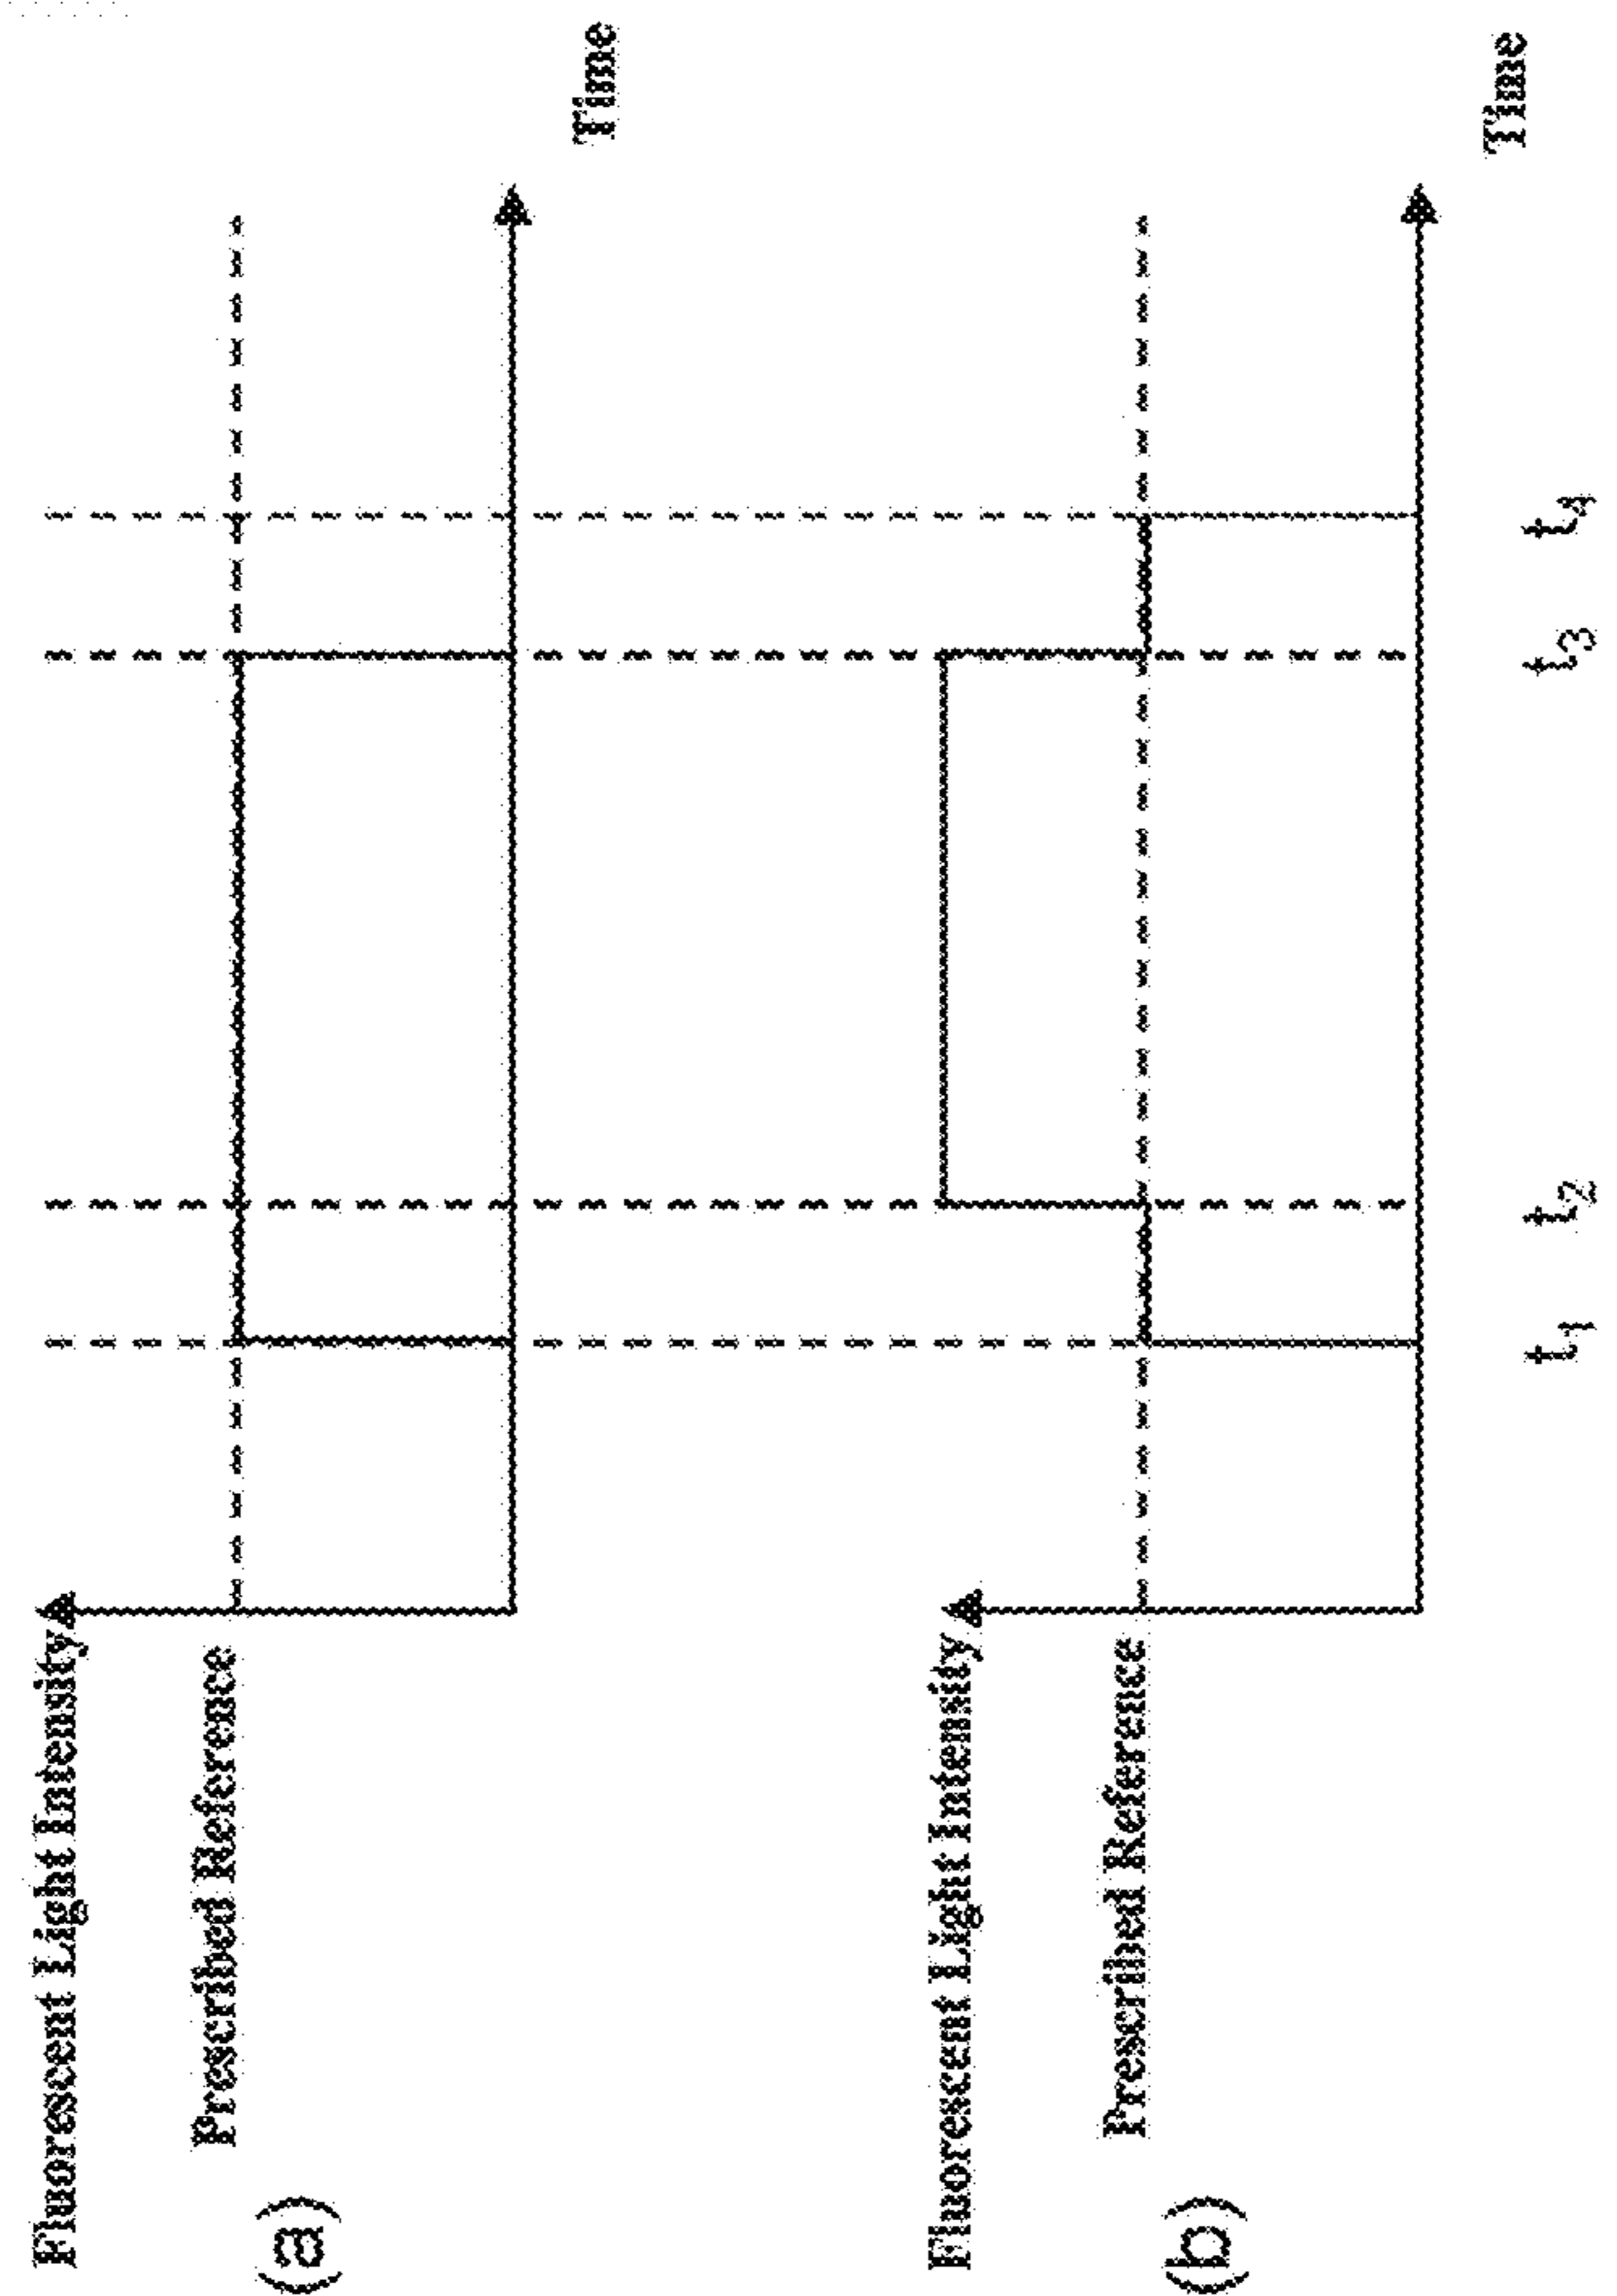 Fluorescent Light Intensity
Prescribed Reference
(a)
Time
Fluorescent Light Intensity
Prescribed Reference
(b)
Time
t1
t2
t3
t4